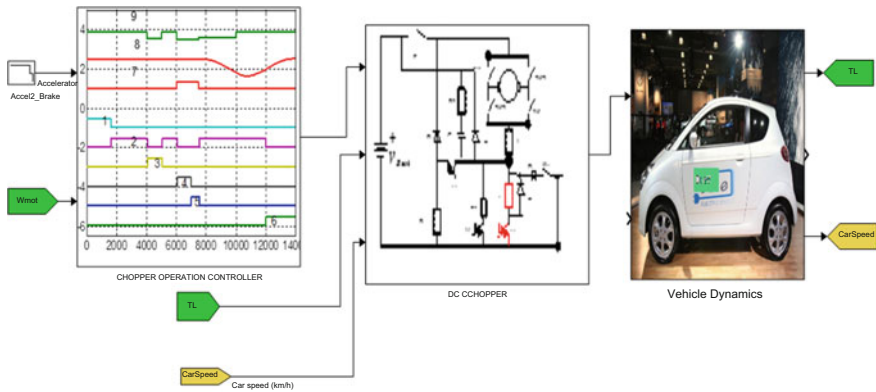 9
4
8
2
7
0
1
2
-2
3
-4
4
6
-6
0 2000 4000 6000 8000 10000 12000 1400
Accelerator
Accel2_Brake
Wmot
CHOPPER OPERATION CONTROLLER
DC CCHOPPER
Vehicle Dynamics
TL
CarSpeed
TL
CarSpeed
Car speed (km/h)